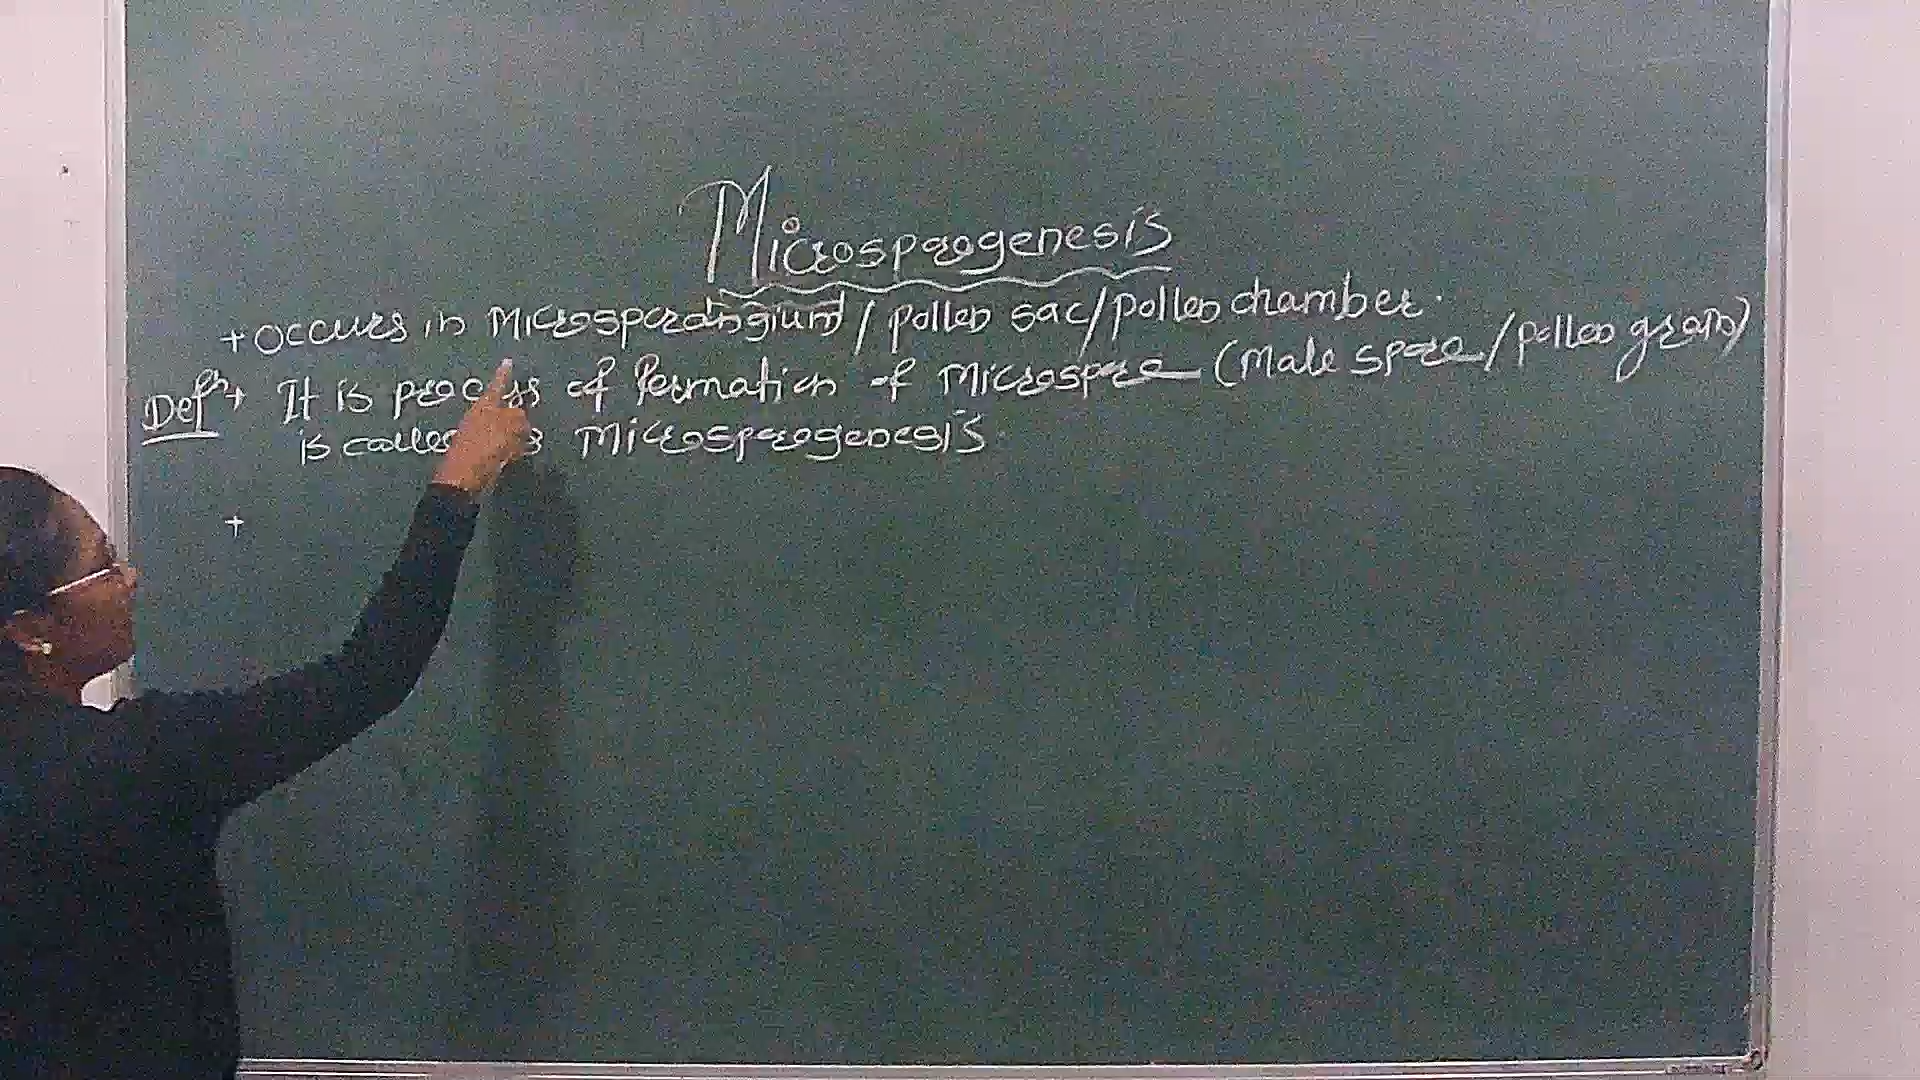 Microsporogenesis
+ Occurs in Microsporangium / pollen sac / pollen chamber.
Defn + It is process of formation of Microspore (Male spore / pollen grain)
is called as Microsporogenesis.
+